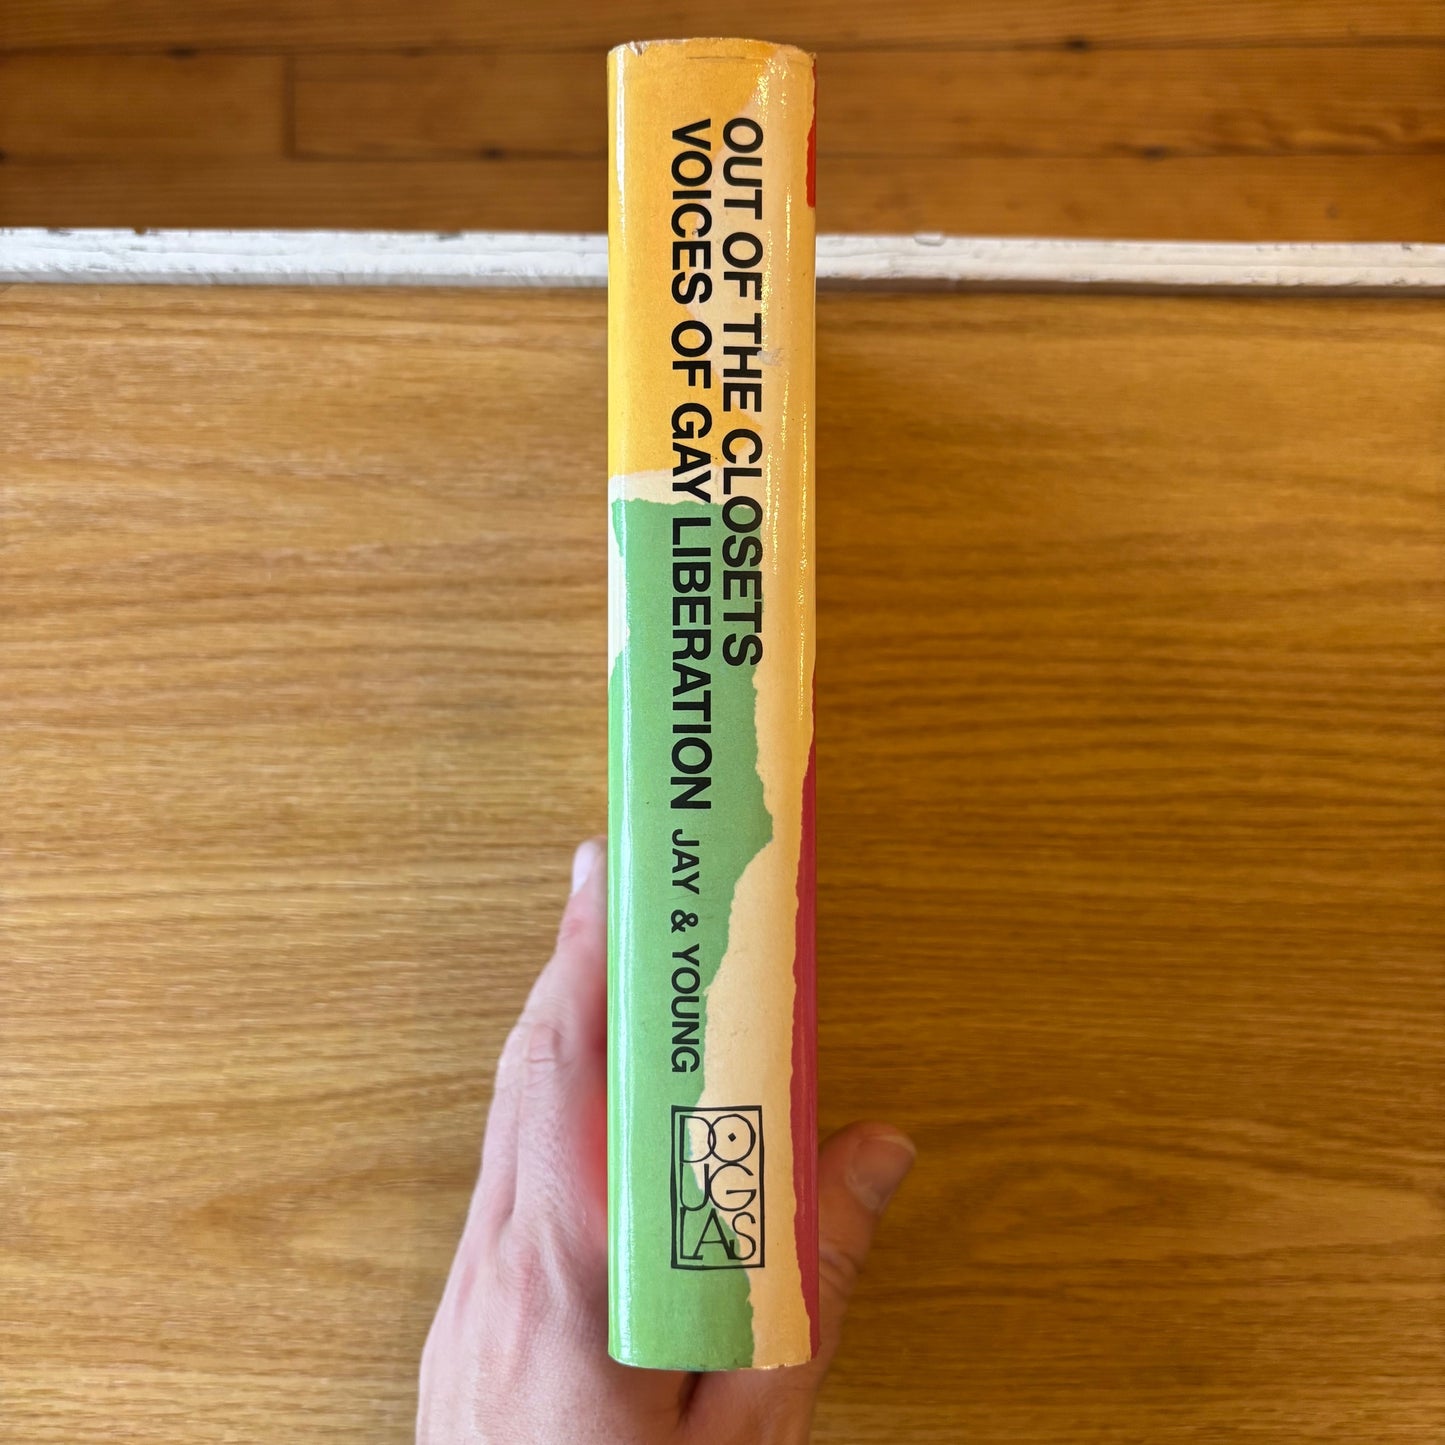 OUT OF THE CLOSETS
VOICES OF GAY LIBERATION JAY & YOUNG
DOUGLAS